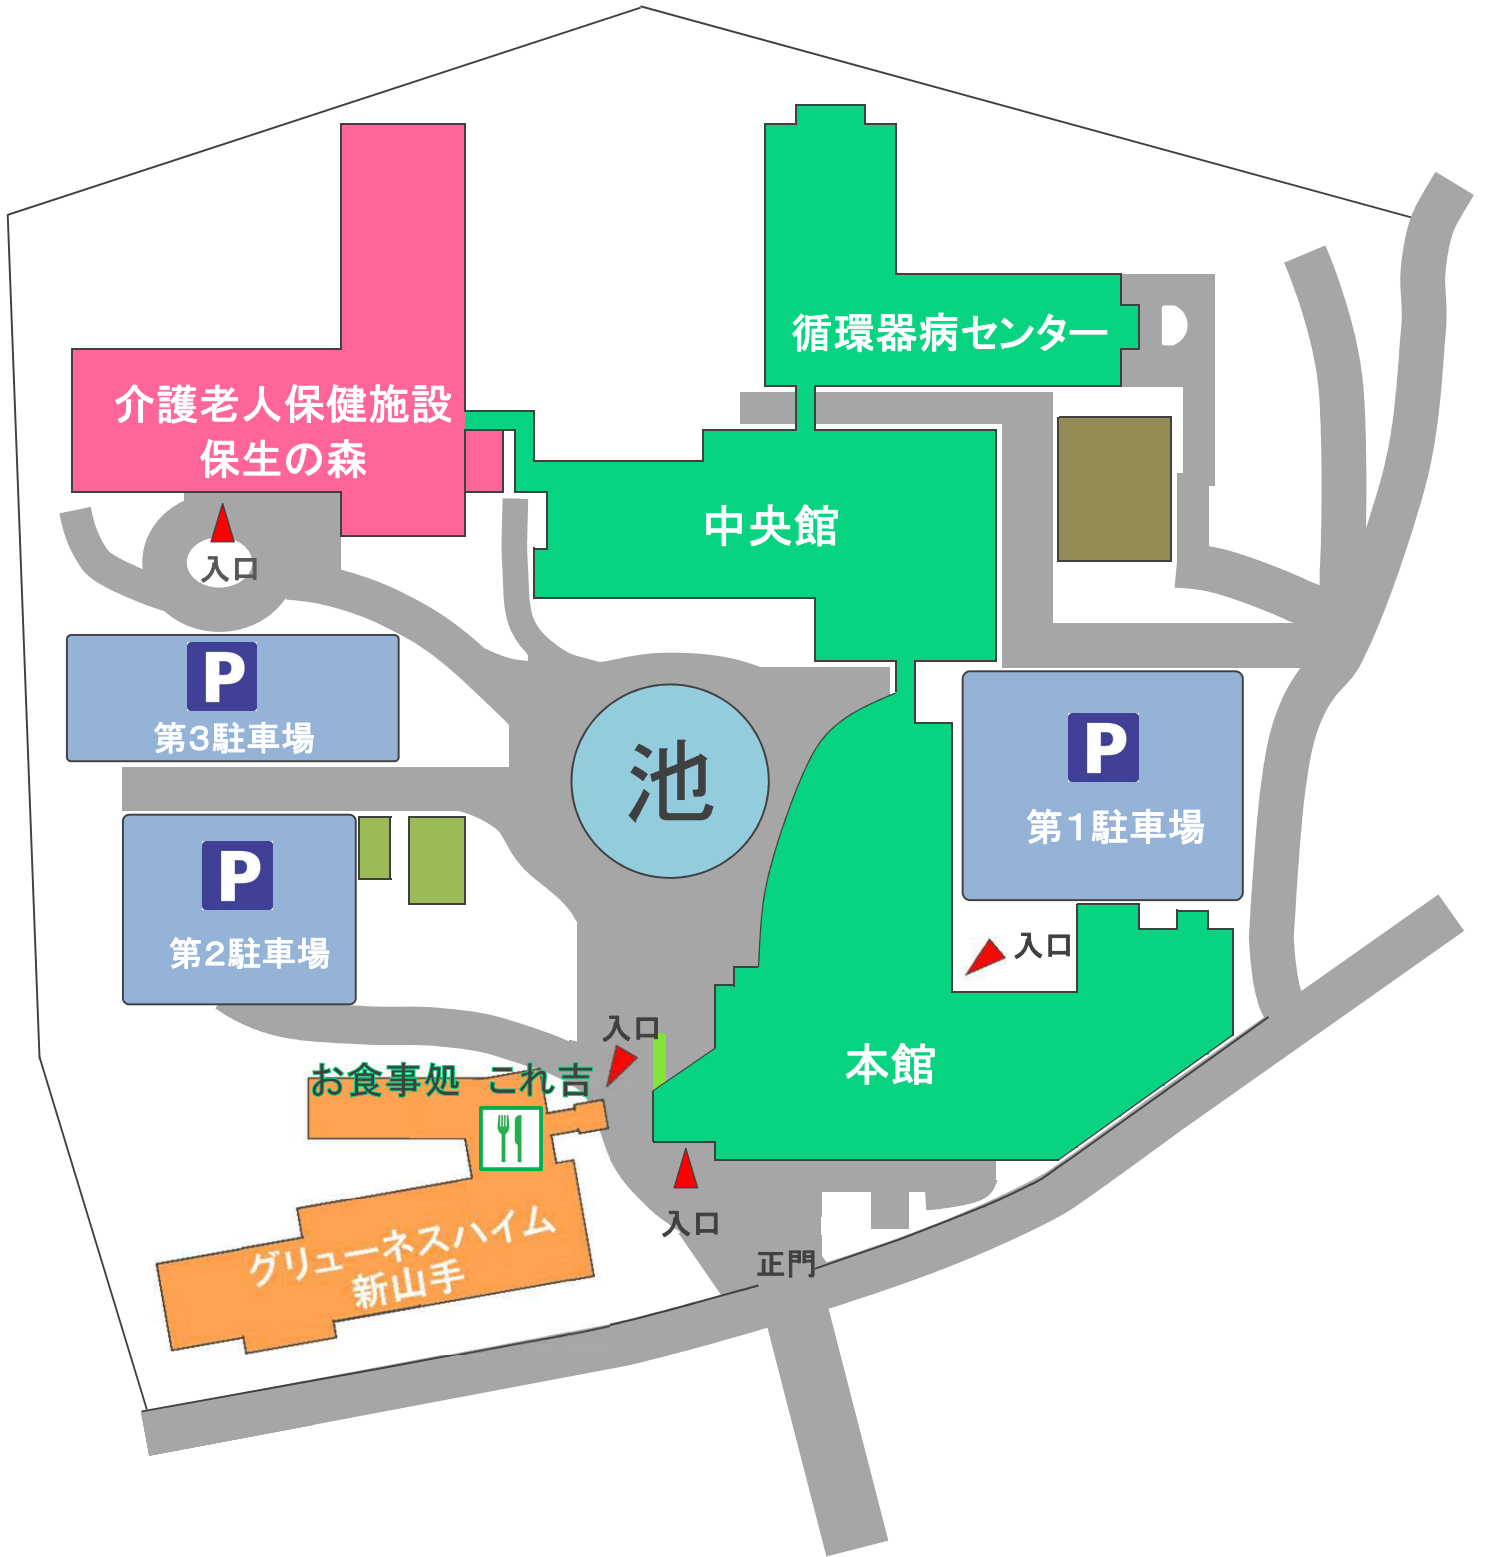 循環器病センター
介護老人保健施設
保生の森
中央館
入口
P
第3駐車場
池
P
第1駐車場
P
第2駐車場
入口
入口
お食事処 これ吉
本館
グリューネスハイム
新山手
入口
正門